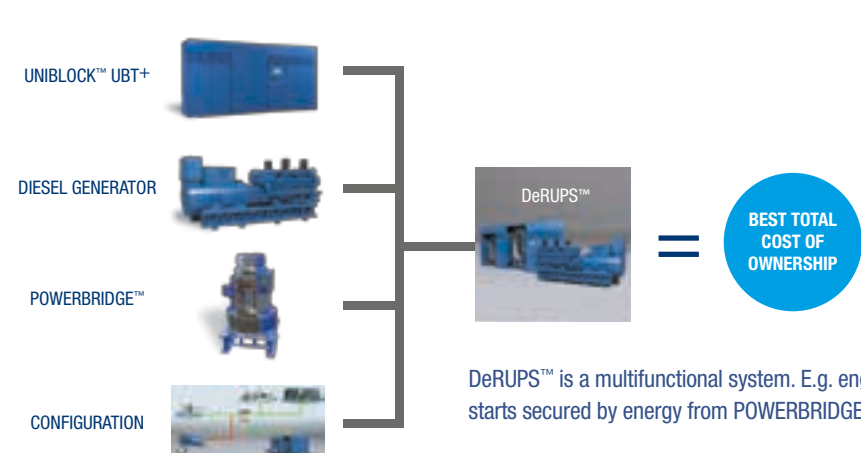 UNIBLOCK™ UBT+
DIESEL GENERATOR
POWERBRIDGE™
CONFIGURATION
DeRUPS™
=
BEST TOTAL
COST OF
OWNERSHIP
DeRUPS™ is a multifunctional system. E.g.
starts secured by energy from POWERBRIDGE